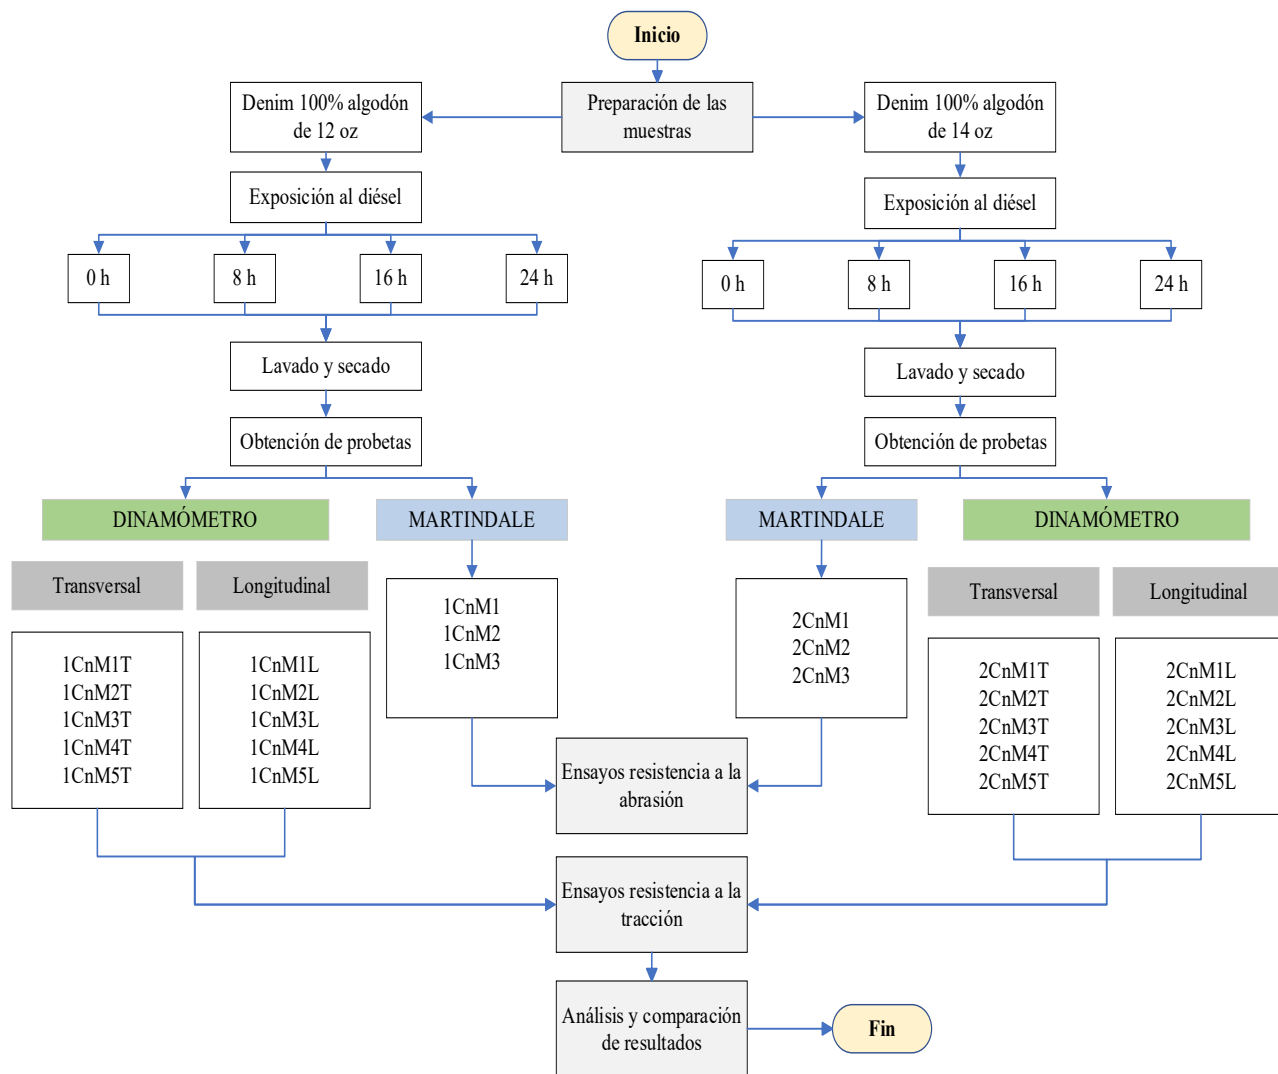 Inicio
Preparación de las
muestras
Denim 100% algodón
de 12 oz
Exposición al diésel
0 h
8 h
16 h
24 h
Lavado y secado
Obtención de probetas
DINAMÓMETRO
MARTINDALE
Transversal
Longitudinal
1CnM1T
1CnM2T
1CnM3T
1CnM4T
1CnM5T
1CnM1L
1CnM2L
1CnM3L
1CnM4L
1CnM5L
1CnM1
1CnM2
1CnM3
Denim 100% algodón
de 14 oz
Exposición al diésel
0 h
8 h
16 h
24 h
Lavado y secado
Obtención de probetas
MARTINDALE
DINAMÓMETRO
2CnM1
2CnM2
2CnM3
Transversal
Longitudinal
2CnM1T
2CnM2T
2CnM3T
2CnM4T
2CnM5T
2CnM1L
2CnM2L
2CnM3L
2CnM4L
2CnM5L
Ensayos resistencia a la
abrasión
Ensayos resistencia a la
tracción
Análisis y comparación
de resultados
Fin